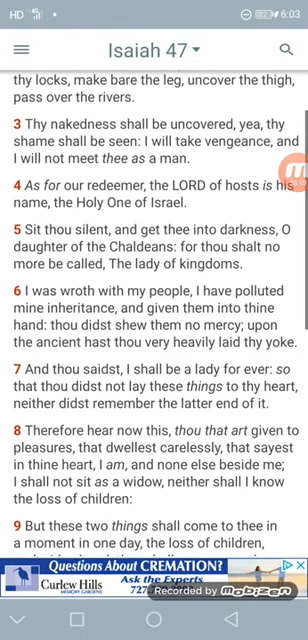 HD 4G 6:03
Isaiah 47
thy locks, make bare the leg, uncover the thigh,
pass over the rivers.
3 Thy nakedness shall be uncovered, yea, thy
shame shall be seen: I will take vengeance, and
I will not meet thee as a man.
4 As for our redeemer, the LORD of hosts is his
name, the Holy One of Israel.
5 Sit thou silent, and get thee into darkness, O
daughter of the Chaldeans: for thou shalt no
more be called, The lady of kingdoms.
6 I was wroth with my people, I have polluted
mine inheritance, and given them into thine
hand: thou didst shew them no mercy; upon
the ancient hast thou very heavily laid thy yoke.
7 And thou saidst, I shall be a lady for ever: so
that thou didst not lay these things to thy heart,
neither didst remember the latter end of it.
8 Therefore hear now this, thou that art given to
pleasures, that dwellest carelessly, that sayest
in thine heart, I am, and none else beside me;
I shall not sit as a widow, neither shall I know
the loss of children:
9 But these two things shall come to thee in
a moment in one day, the loss of children,
Questions About CREMATION?
Curlew Hills
MEMORY GARDENS
Ask the Experts
Recorded by mobizen